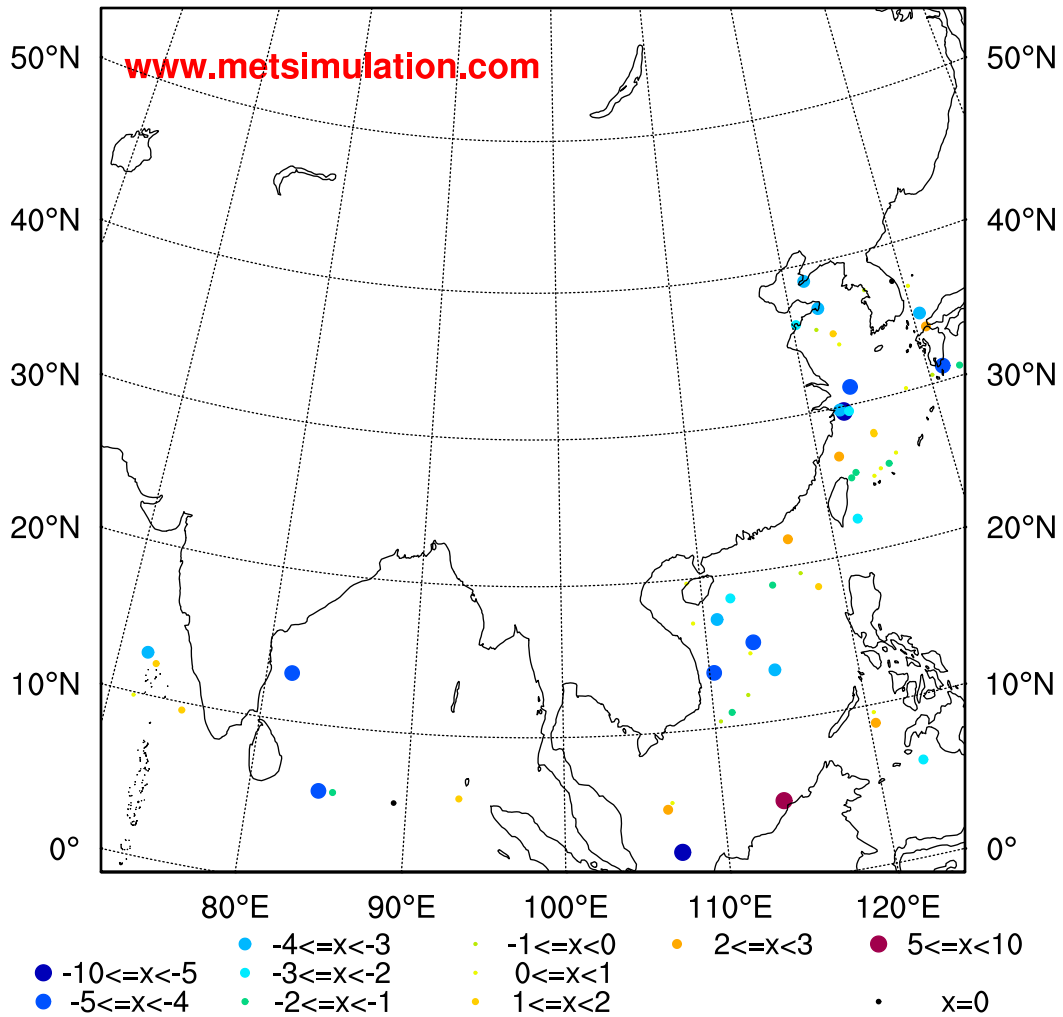 www.metsimulation.com
50°N 50°N
40°N 40°N
30°N 30°N
20°N 20°N
10°N 10°N
0° 0°
80°E 90°E 100°E 110°E 120°E
-4<=x<-3 -1<=x<0 2<=x<3 5<=x<10
-10<=x<-5 -3<=x<-2 0<=x<1
-5<=x<-4 -2<=x<-1 1<=x<2 x=0